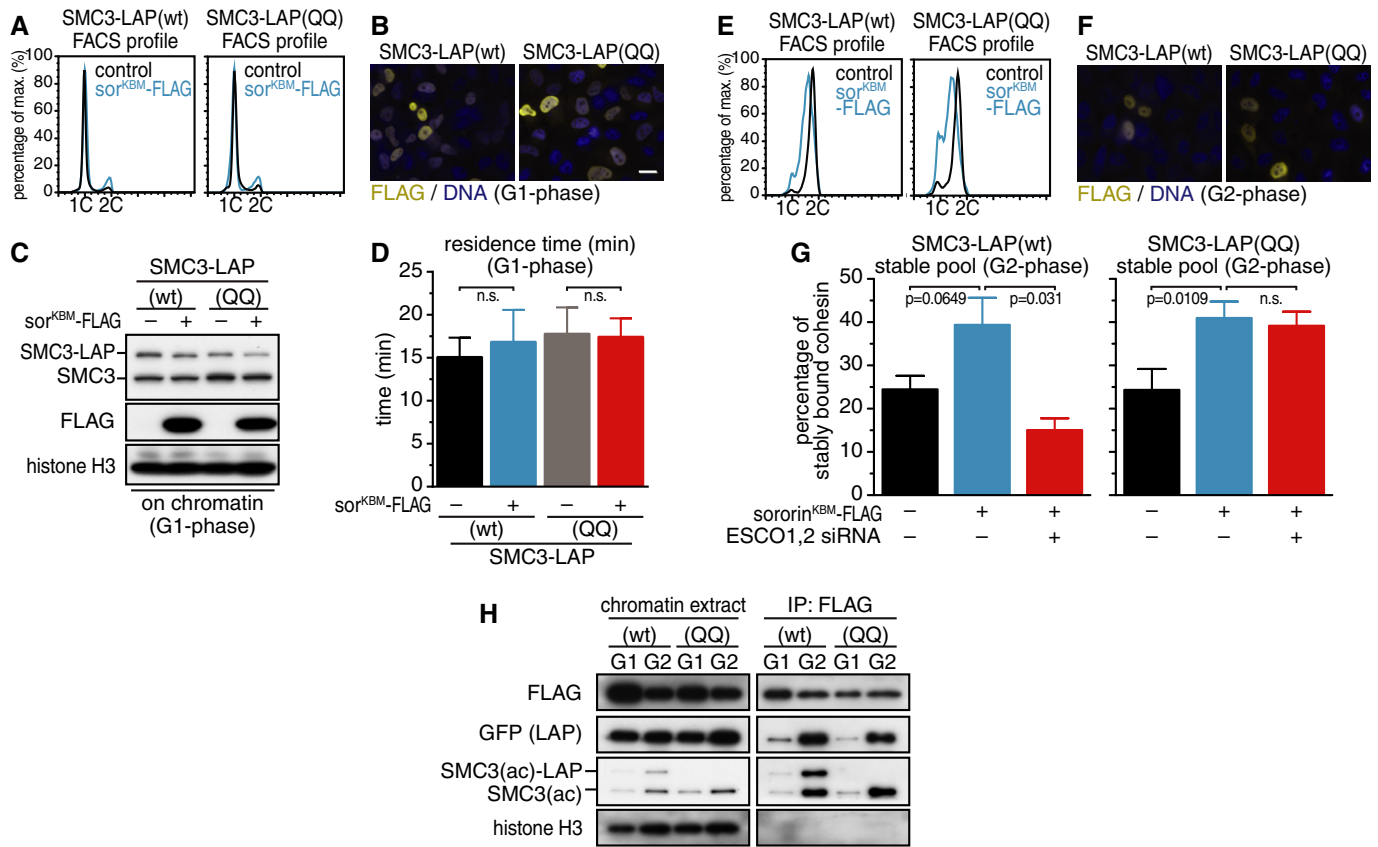 A
SMC3-LAP(wt)
FACS profile
SMC3-LAP(QQ)
FACS profile
percentage of max. (%)
100
80
60
40
20
0
control
sorKBM-FLAG
control
sorKBM-FLAG
1C 2C
1C 2C
B
SMC3-LAP(wt)
SMC3-LAP(QQ)
FLAG / DNA (G1-phase)
E
SMC3-LAP(wt)
FACS profile
SMC3-LAP(QQ)
FACS profile
percentage of max. (%)
100
80
60
40
20
0
control
sorKBM
-FLAG
control
sorKBM
-FLAG
1C 2C
1C 2C
F
SMC3-LAP(wt)
SMC3-LAP(QQ)
FLAG / DNA (G2-phase)
C
SMC3-LAP
(wt) (QQ)
sorKBM-FLAG – + – +
SMC3-LAP
SMC3
FLAG
histone H3
on chromatin
(G1-phase)
D
residence time (min)
(G1-phase)
time (min)
25
20
15
10
5
0
n.s.
n.s.
sorKBM-FLAG – + – +
(wt) (QQ)
SMC3-LAP
G
SMC3-LAP(wt)
stable pool (G2-phase)
SMC3-LAP(QQ)
stable pool (G2-phase)
percentage of
stably bound cohesin
50
40
30
20
10
0
p=0.0649
p=0.031
p=0.0109
n.s.
sororinKBM-FLAG – + + – + +
ESCO1,2 siRNA – – + – – +
H
chromatin extract
IP: FLAG
(wt) (QQ) (wt) (QQ)
G1 G2 G1 G2 G1 G2 G1 G2
FLAG
GFP (LAP)
SMC3(ac)-LAP
SMC3(ac)
histone H3